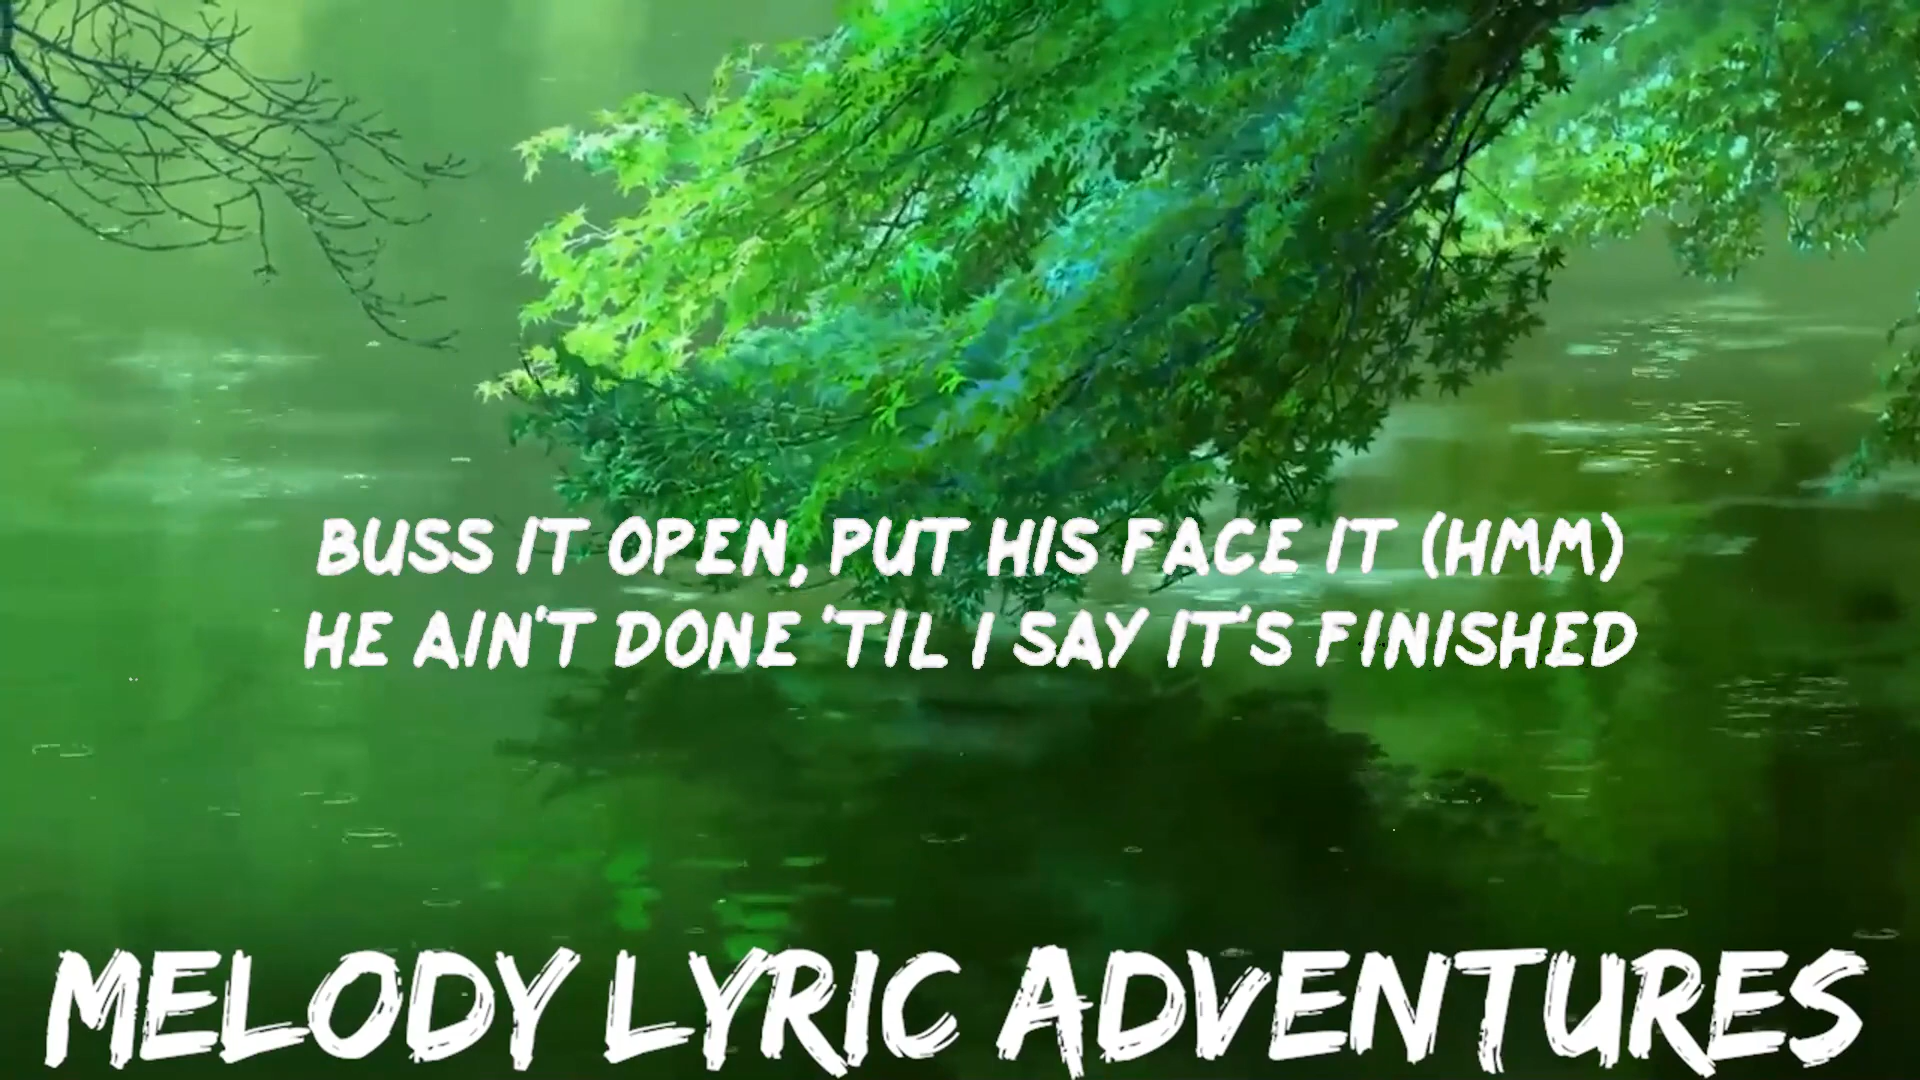 BUSS IT OPEN, PUT HIS FACE IT (HMM)
HE AIN'T DONE 'TIL I SAY IT'S FINISHED
MELODY LYRIC ADVENTURES